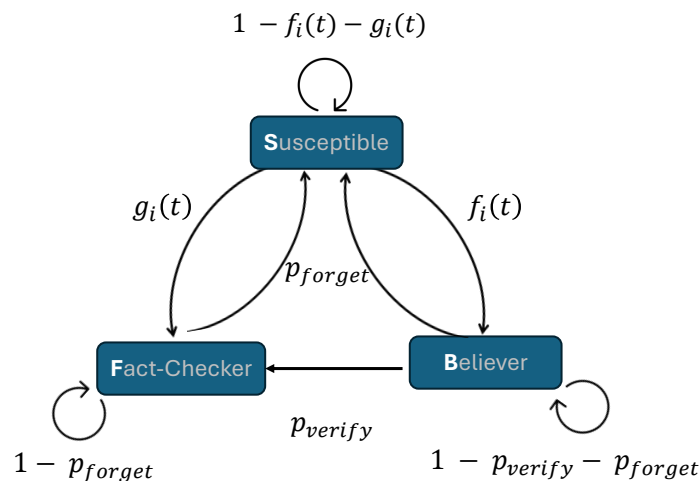 1 − f_i(t) − g_i(t)
Susceptible
g_i(t)
f_i(t)
p_forget
Fact-Checker
Believer
p_verify
1 − p_forget
1 − p_verify − p_forget